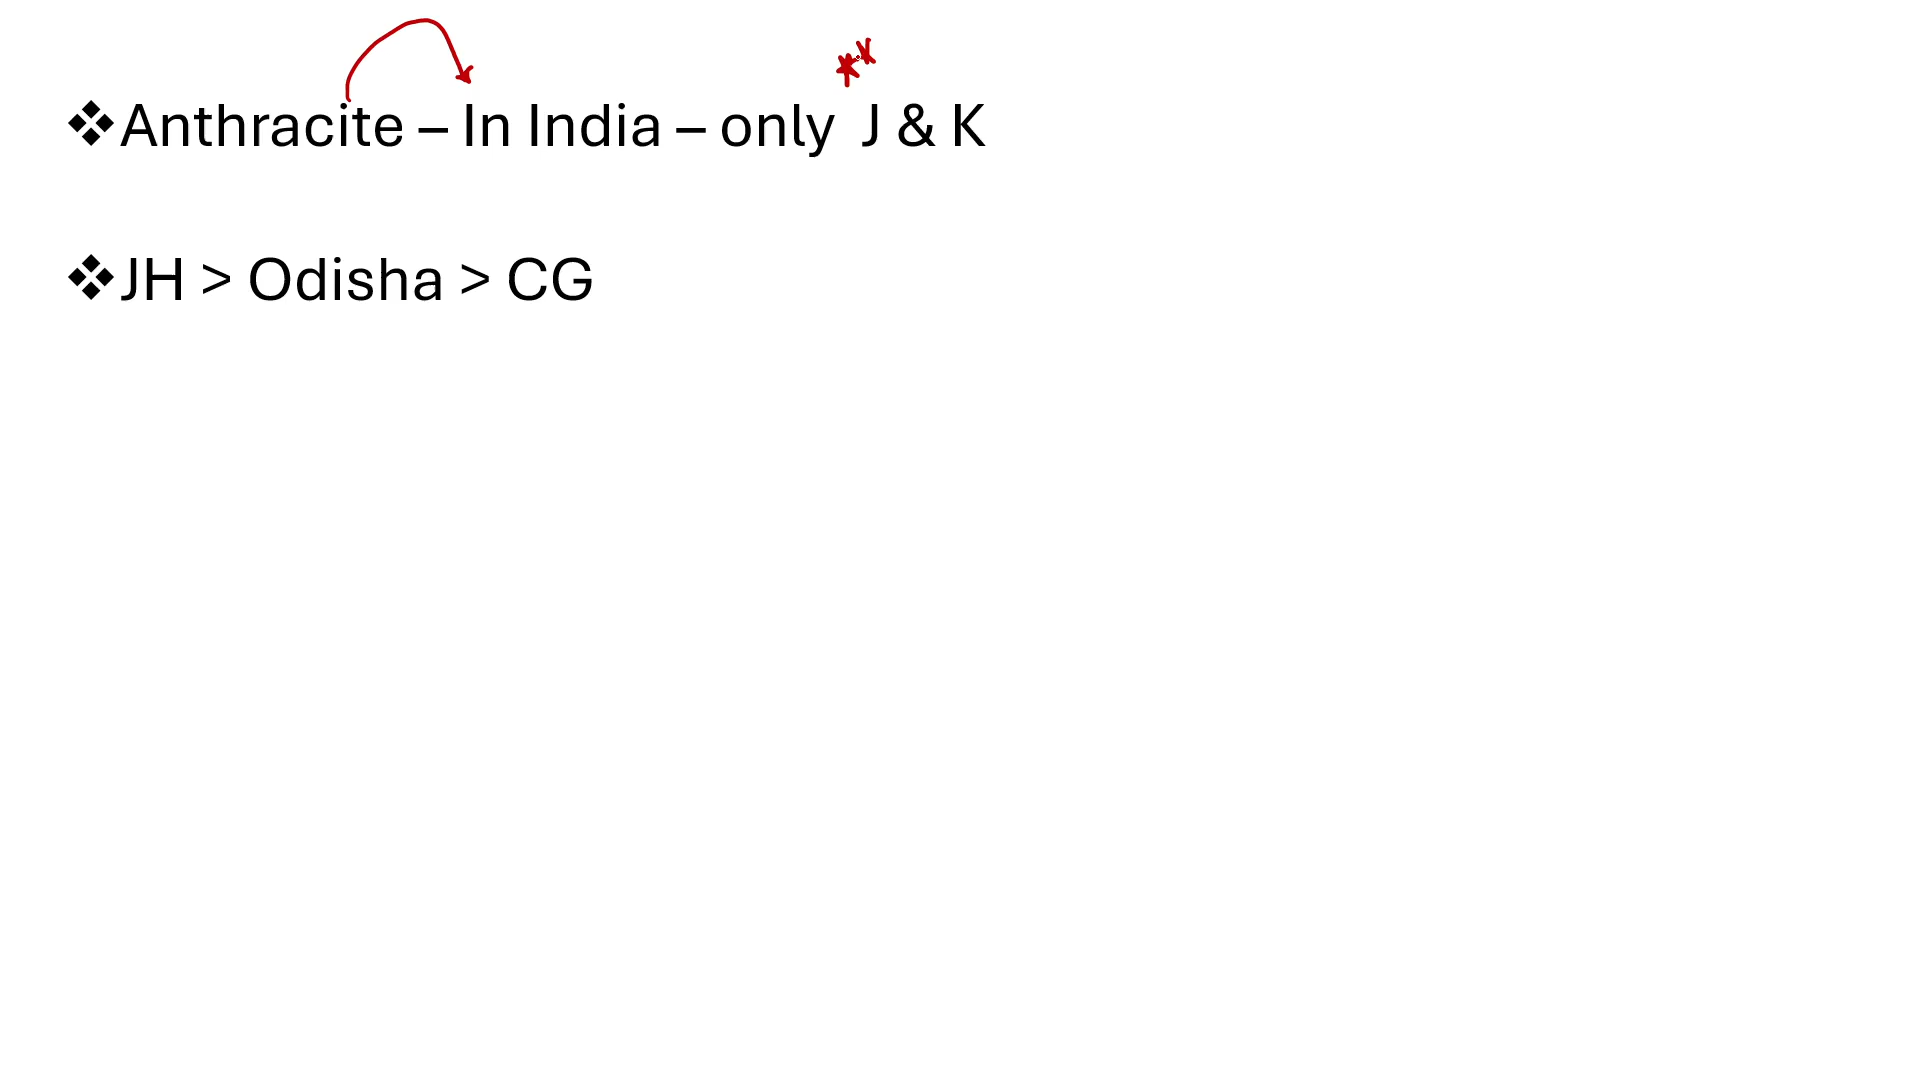 ❖Anthracite – In India – only J & K
❖JH > Odisha > CG